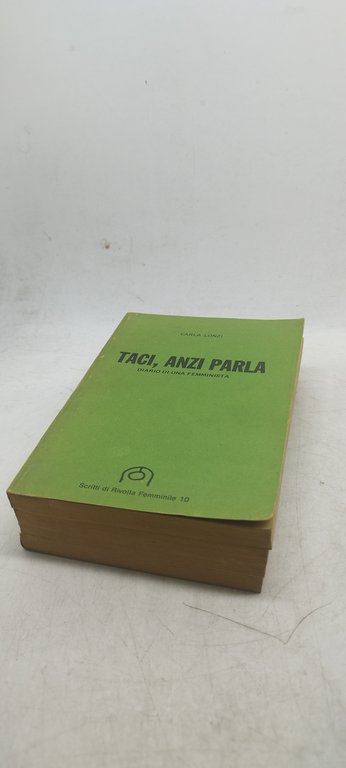 CARLA LONZI
TACI, ANZI PARLA
DIARIO DI UNA FEMMINISTA
Scritti di Rivolta Femminile 10